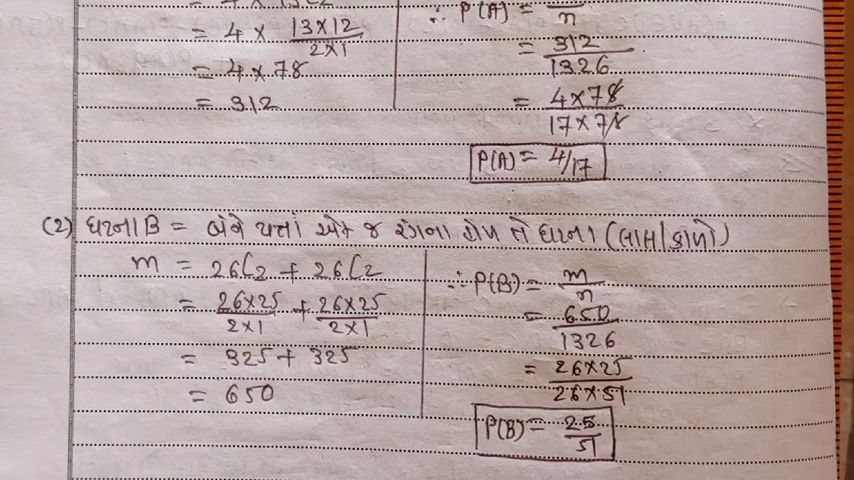 = 4 × 13C2
= 4 × 13×12/2×1
= 4 × 78
= 312
∴ P(A) = m/n
= 312/1326
= 4×78/17×78
P(A) = 4/17
(2) ઘટના B = બંને પત્તાં એક જ રંગના હોય તે ઘટના (લાલ/કાળો)
m = 26C2 + 26C2
= 26×25/2×1 + 26×25/2×1
= 325 + 325
= 650
∴ P(B) = m/n
= 650/1326
= 26×25/26×51
P(B) = 25/51